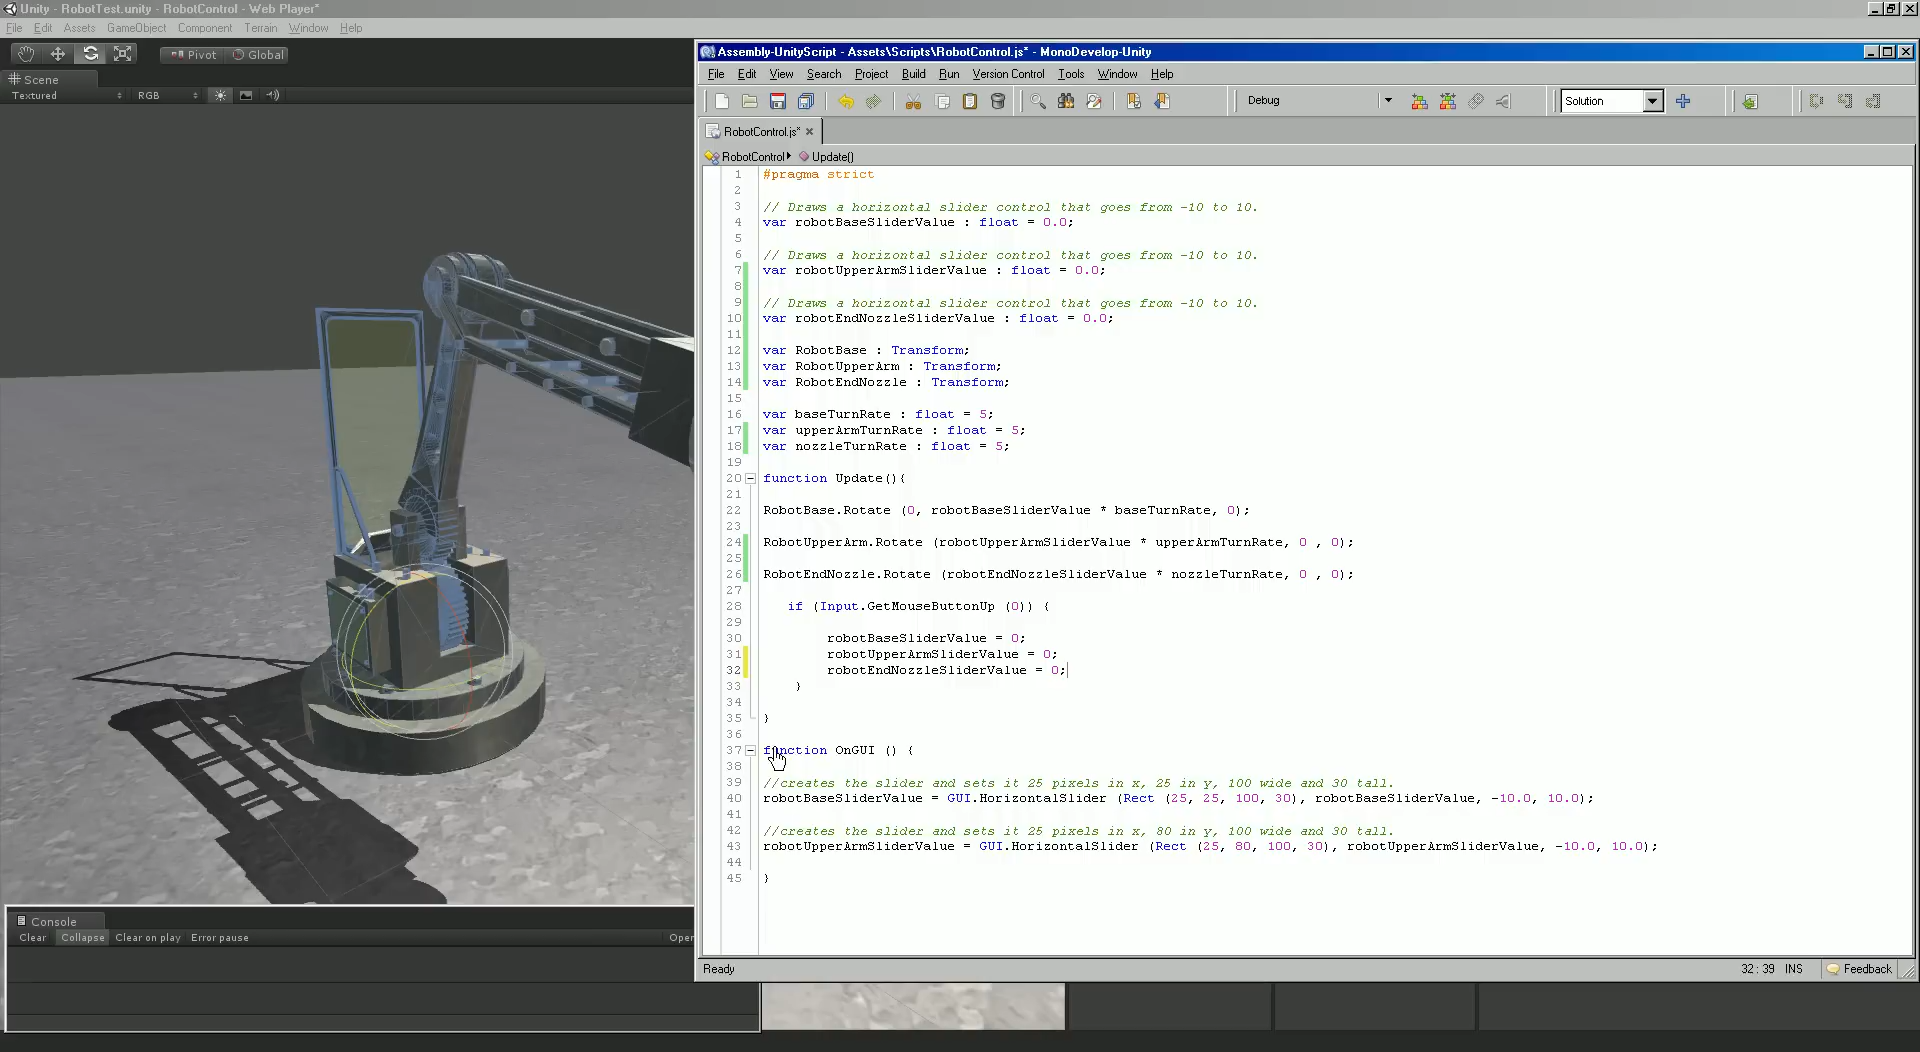 Unity - RobotTest.unity - RobotControl - Web Player*
File Edit Assets GameObject Component Terrain Window Help
Pivot Global
Scene
Textured RGB
Assembly-UnityScript - Assets\Scripts\RobotControl.js* - MonoDevelop-Unity
File Edit View Search Project Build Run Version Control Tools Window Help
Debug Solution
RobotControl.js*
RobotControl Update()
1 #pragma strict
2
3 // Draws a horizontal slider control that goes from -10 to 10.
4 var robotBaseSliderValue : float = 0.0;
5
6 // Draws a horizontal slider control that goes from -10 to 10.
7 var robotUpperArmSliderValue : float = 0.0;
8
9 // Draws a horizontal slider control that goes from -10 to 10.
10 var robotEndNozzleSliderValue : float = 0.0;
11
12 var RobotBase : Transform;
13 var RobotUpperArm : Transform;
14 var RobotEndNozzle : Transform;
15
16 var baseTurnRate : float = 5;
17 var upperArmTurnRate : float = 5;
18 var nozzleTurnRate : float = 5;
19
20 function Update(){
21
22 RobotBase.Rotate (0, robotBaseSliderValue * baseTurnRate, 0);
23
24 RobotUpperArm.Rotate (robotUpperArmSliderValue * upperArmTurnRate, 0 , 0);
25
26 RobotEndNozzle.Rotate (robotEndNozzleSliderValue * nozzleTurnRate, 0 , 0);
27
28 if (Input.GetMouseButtonUp (0)) {
29
30 robotBaseSliderValue = 0;
31 robotUpperArmSliderValue = 0;
32 robotEndNozzleSliderValue = 0;
33 }
34
35 }
36
37 function OnGUI () {
38
39 //creates the slider and sets it 25 pixels in x, 25 in y, 100 wide and 30 tall.
40 robotBaseSliderValue = GUI.HorizontalSlider (Rect (25, 25, 100, 30), robotBaseSliderValue, -10.0, 10.0);
41
42 //creates the slider and sets it 25 pixels in x, 80 in y, 100 wide and 30 tall.
43 robotUpperArmSliderValue = GUI.HorizontalSlider (Rect (25, 80, 100, 30), robotUpperArmSliderValue, -10.0, 10.0);
44
45 }
Console
Clear Collapse Clear on play Error pause Open
Ready 32 : 39 INS Feedback